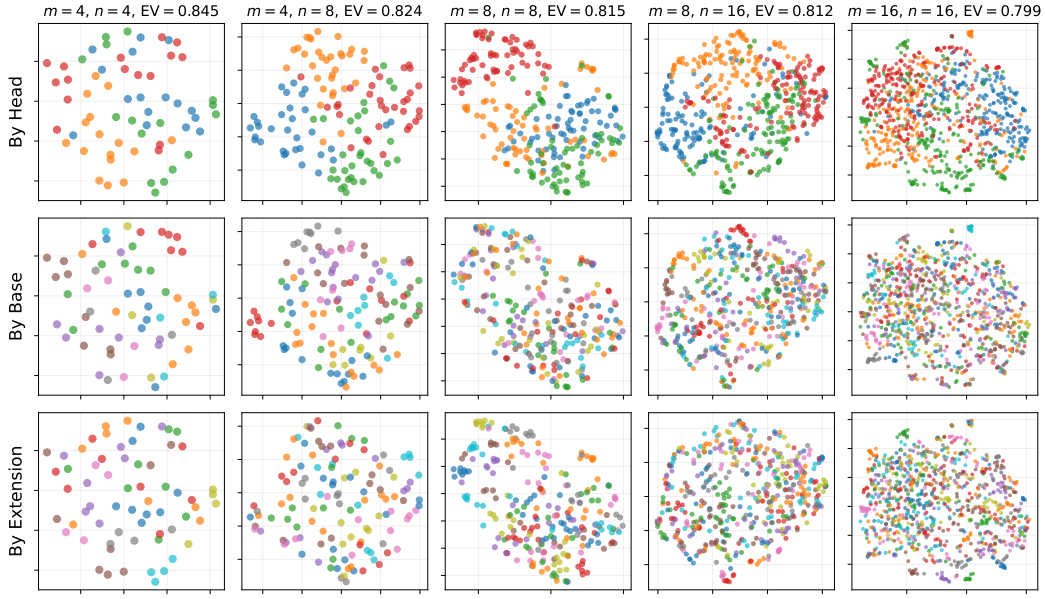 m = 4, n = 4, EV = 0.845
m = 4, n = 8, EV = 0.824
m = 8, n = 8, EV = 0.815
m = 8, n = 16, EV = 0.812
m = 16, n = 16, EV = 0.799
By Head
By Base
By Extension